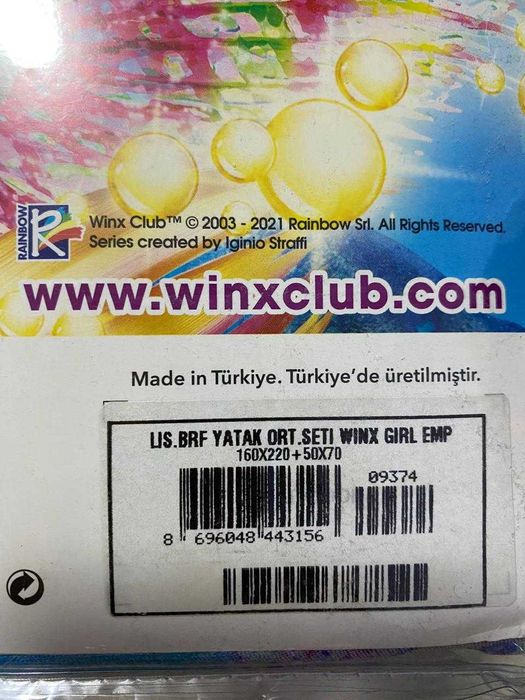 RAINBOW
R
Winx Club™ © 2003 - 2021 Rainbow Srl. All Rights Reserved.
Series created by Iginio Straffi
www.winxclub.com
Made in Türkiye. Türkiye'de üretilmiştir.
LIS.BRF YATAK ORT.SETI WINX GIRL EMP
160X220+50X70
09374
8 696048 443156